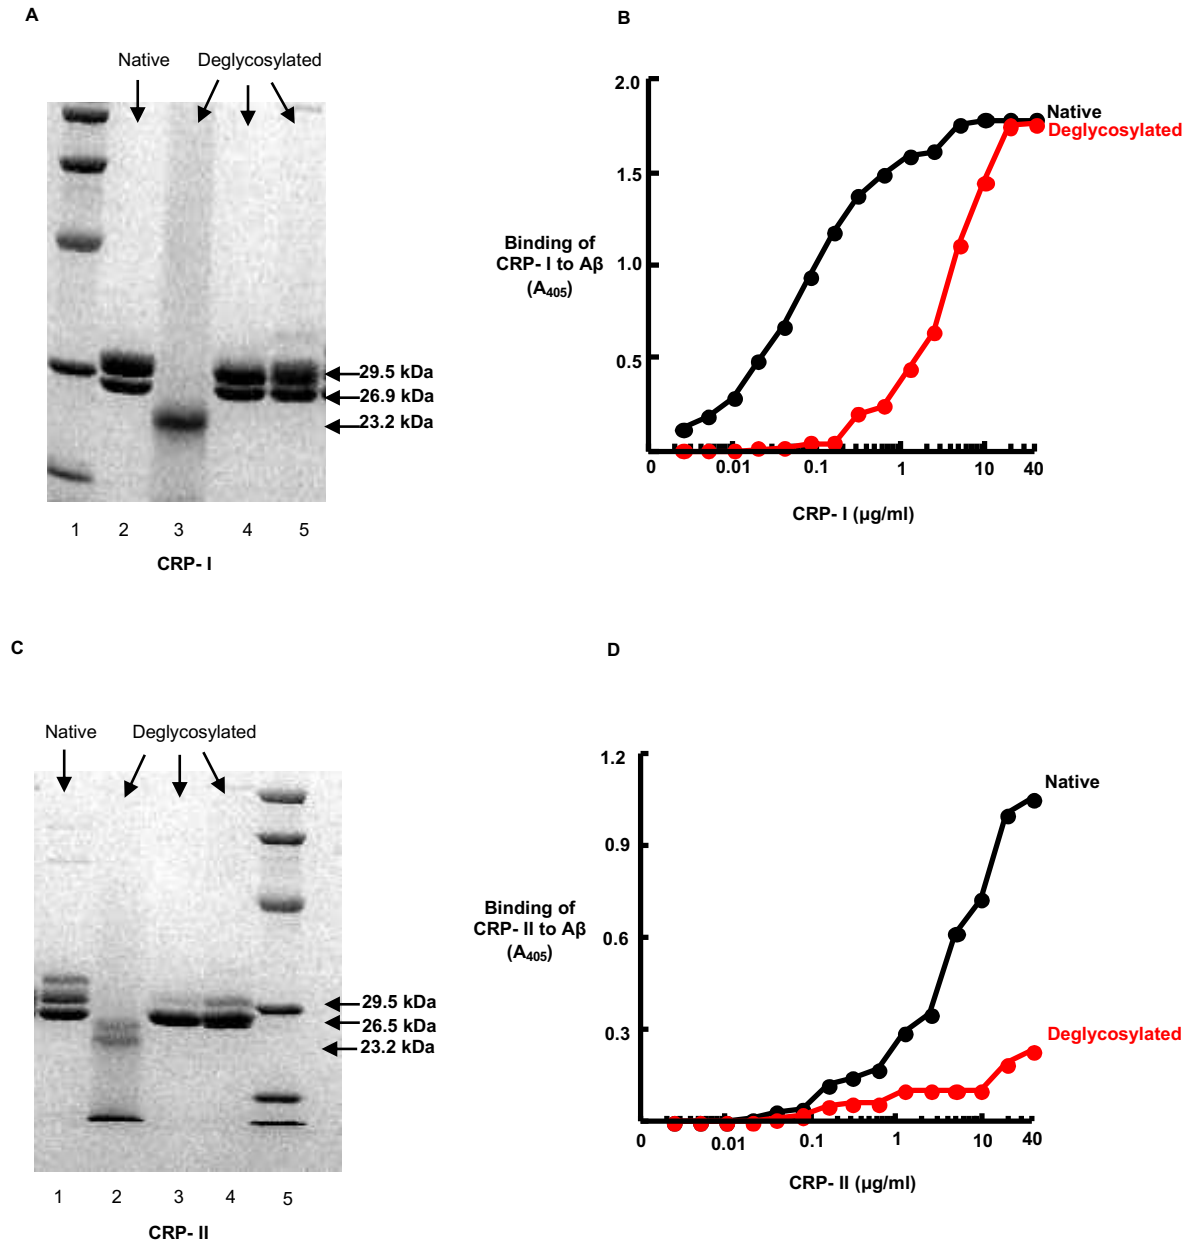 A
Native
Deglycosylated
29.5 kDa
26.9 kDa
23.2 kDa
1 2 3 4 5
CRP- I
B
2.0
1.5
1.0
0.5
Binding of
CRP- I to Aβ
(A405)
Native
Deglycosylated
0 0.01 0.1 1 10 40
CRP- I (µg/ml)
C
Native
Deglycosylated
29.5 kDa
26.5 kDa
23.2 kDa
1 2 3 4 5
CRP- II
D
1.2
0.9
0.6
0.3
Binding of
CRP- II to Aβ
(A405)
Native
Deglycosylated
0 0.01 0.1 1 10 40
CRP- II (µg/ml)